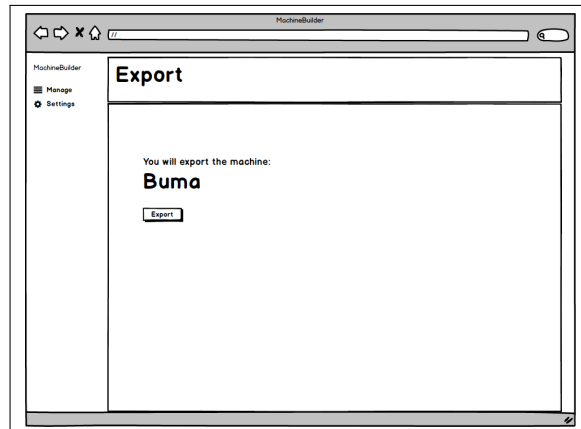 MachineBuilder
//
MachineBuilder
Manage
Settings
Export
You will export the machine:
Buma
Export